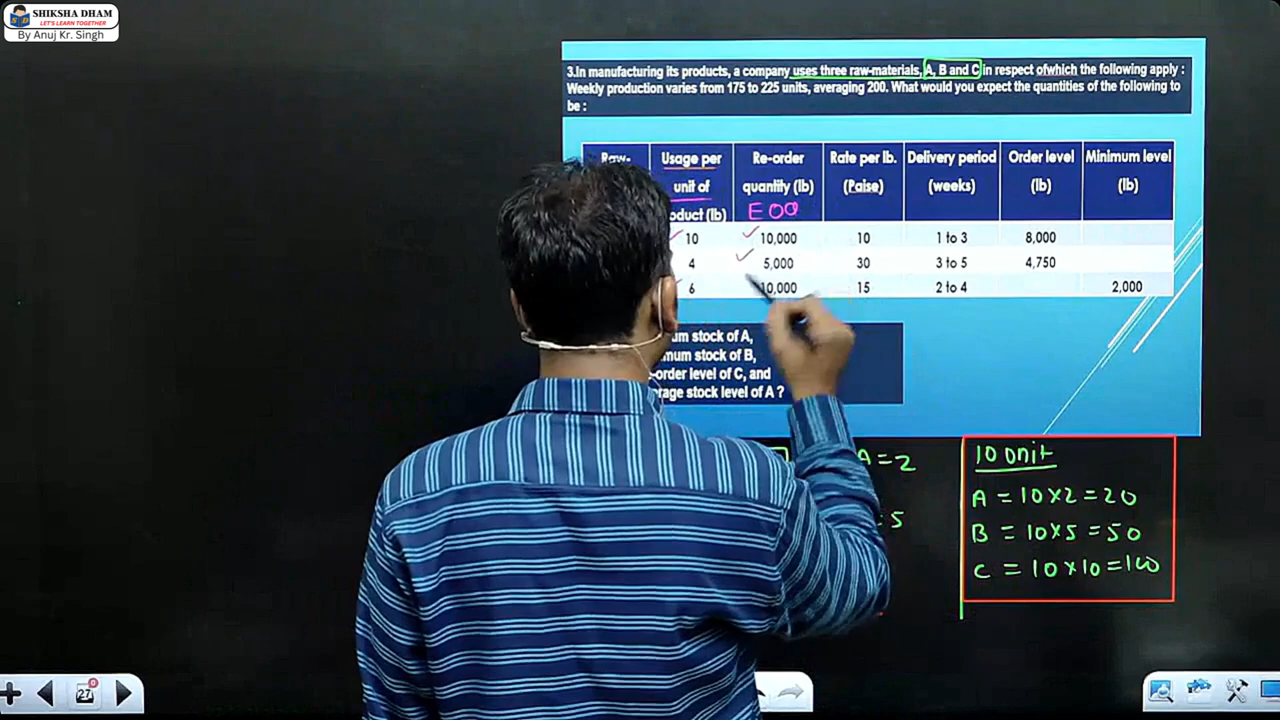 SHIKSHA DHAM
LET'S LEARN TOGETHER
By Anuj Kr. Singh
3.In manufacturing its products, a company uses three raw-materials, A, B and C in respect ofwhich the following apply :
Weekly production varies from 175 to 225 units, averaging 200. What would you expect the quantities of the following to
be :
Raw- Usage per Re-order Rate per lb. Delivery period Order level Minimum level
unit of quantity (lb) (Paise) (weeks) (lb) (lb)
(lb) EOQ
10 10,000 10 1 to 3 8,000
4 5,000 30 3 to 5 4,750
6 10,000 15 2 to 4 2,000
stock of A,
stock of B,
level of C, and
stock level of A ?
A = 2
5
10 Unit
A = 10 × 2 = 20
B = 10 × 5 = 50
C = 10 × 10 = 100
27
0